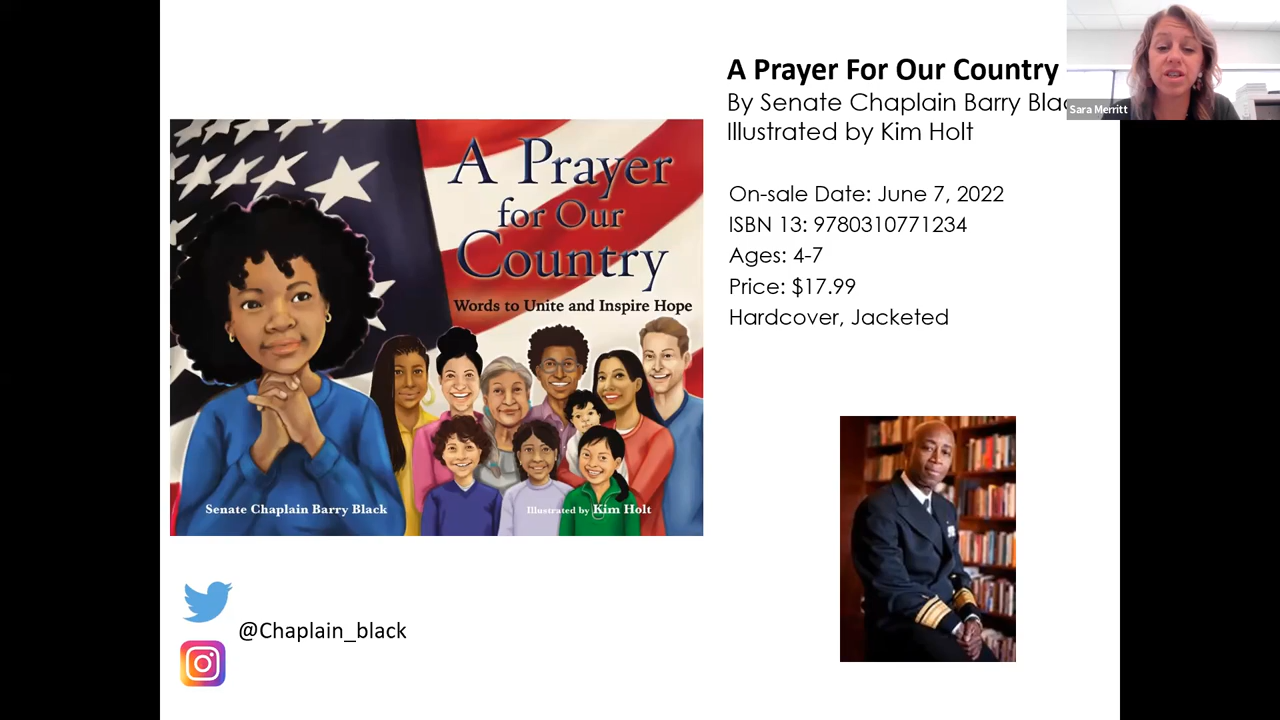 A Prayer For Our Country
By Senate Chaplain Barry
Illustrated by Kim Holt
Sara Merritt
On-sale Date: June 7, 2022
ISBN 13: 9780310771234
Ages: 4-7
Price: $17.99
Hardcover, Jacketed
A Prayer
for Our
Country
Words to Unite and Inspire Hope
Senate Chaplain Barry Black
Illustrated by Kim Holt
@Chaplain_black